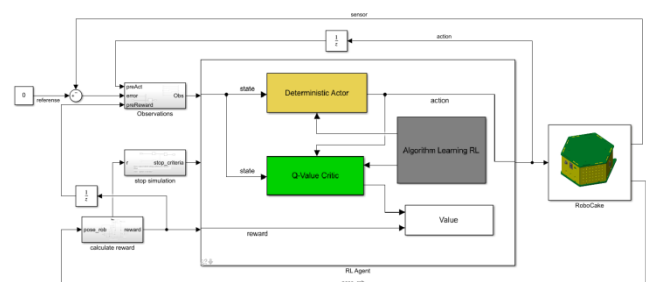 sensor
action
1
z
preAct
error
preReward
Obs
Observations
0
referense
state
Deterministic Actor
action
Algorithm Learning RL
r
stop_criteria
stop simulation
state
Q-Value Critic
RoboCake
1
z
Value
pose_rob
reward
calculate reward
reward
RL Agent